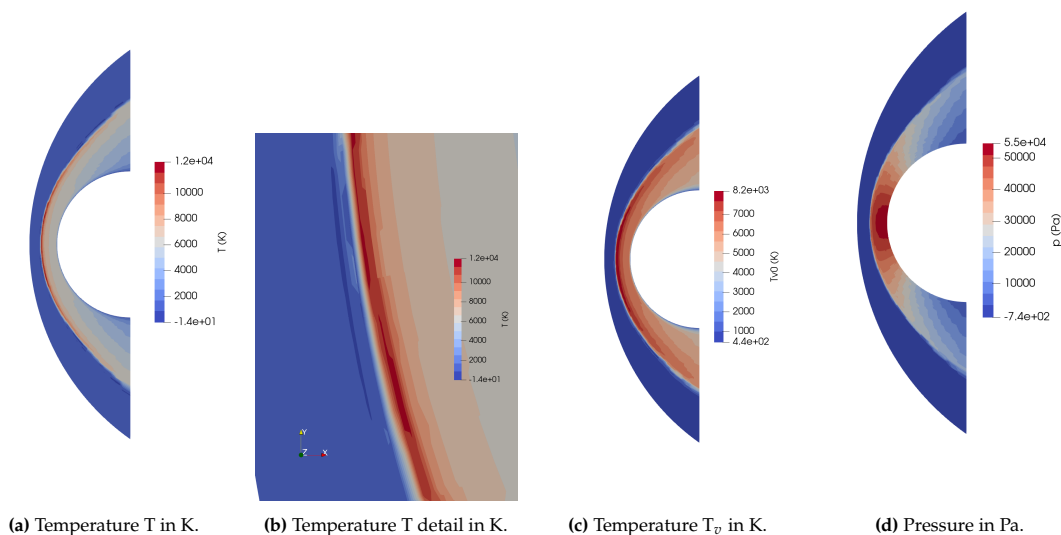 1.2e+04
10000
8000
6000
4000
2000
-1.4e+01
T (K)
1.2e+04
10000
8000
6000
4000
2000
-1.4e+01
T (K)
Y
Z
X
8.2e+03
7000
6000
5000
4000
3000
2000
1000
4.4e+02
Tv0 (K)
5.5e+04
50000
40000
30000
20000
10000
-7.4e+02
p (Pa)
(a) Temperature T in K.
(b) Temperature T detail in K.
(c) Temperature Tᵥ in K.
(d) Pressure in Pa.